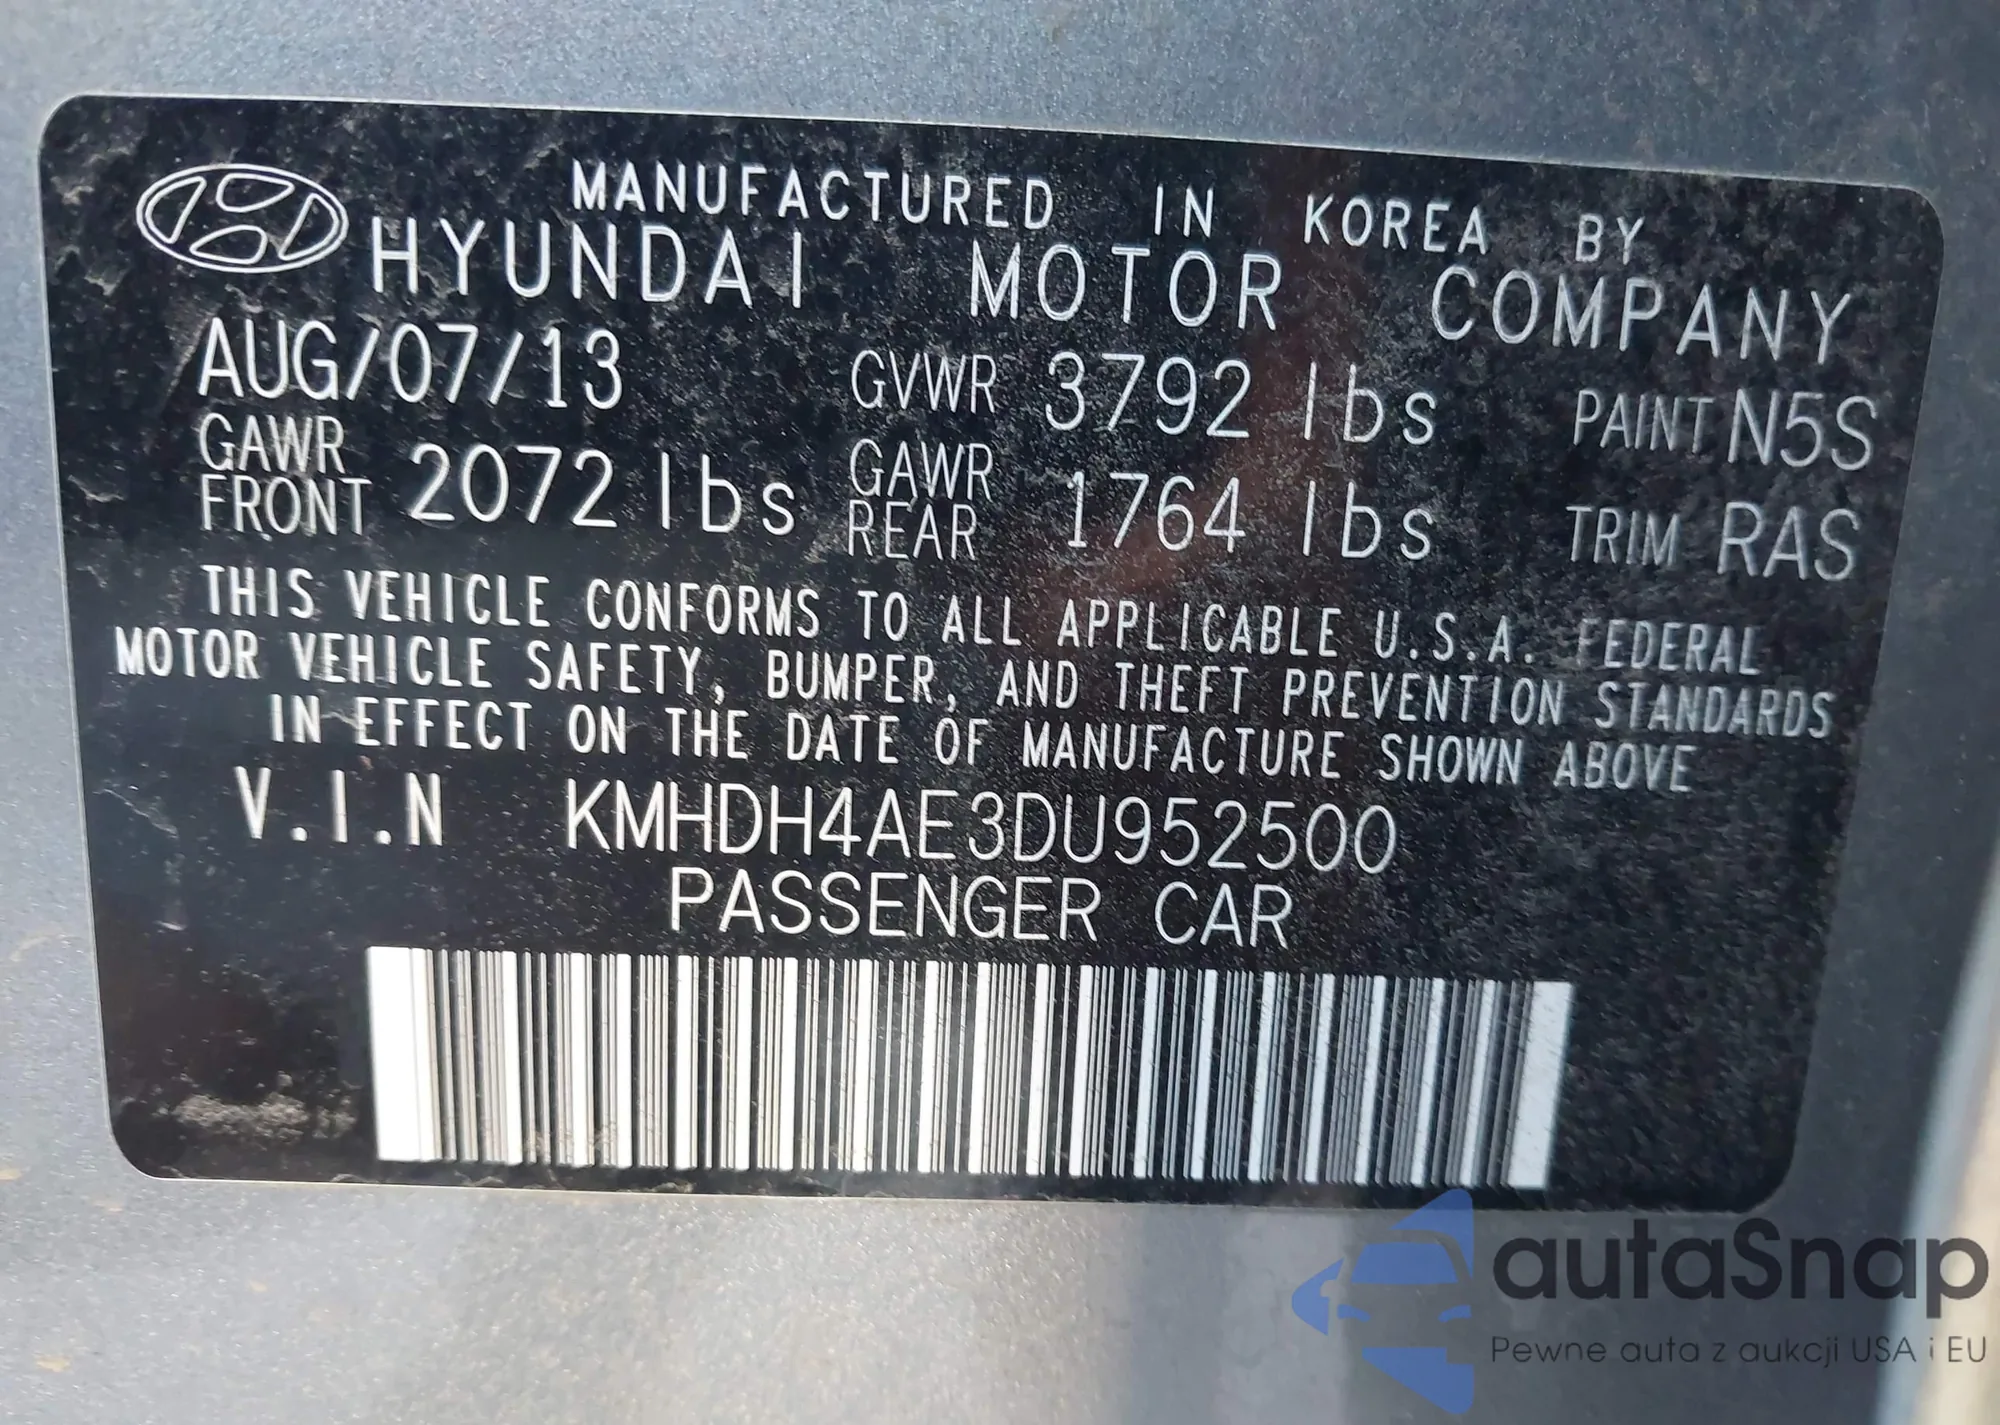 MANUFACTURED IN KOREA BY
HYUNDAI MOTOR COMPANY
AUG/07/13 GVWR 3792 lbs PAINT N5S
GAWR FRONT 2072 lbs GAWR REAR 1764 lbs TRIM RAS
THIS VEHICLE CONFORMS TO ALL APPLICABLE U.S.A. FEDERAL
MOTOR VEHICLE SAFETY, BUMPER, AND THEFT PREVENTION STANDARDS
IN EFFECT ON THE DATE OF MANUFACTURE SHOWN ABOVE
V.I.N KMHDH4AE3DU952500
PASSENGER CAR
autaSnap
Pewne auta z aukcji USA i EU